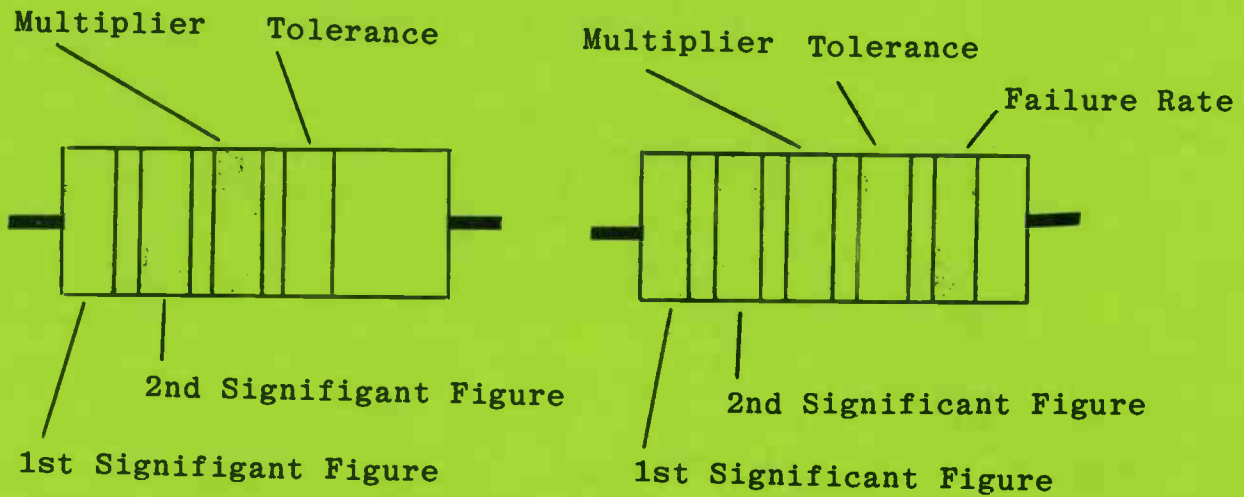 Multiplier Tolerance
2nd Signifigant Figure
1st Signifigant Figure
Multiplier Tolerance
Failure Rate
2nd Significant Figure
1st Significant Figure